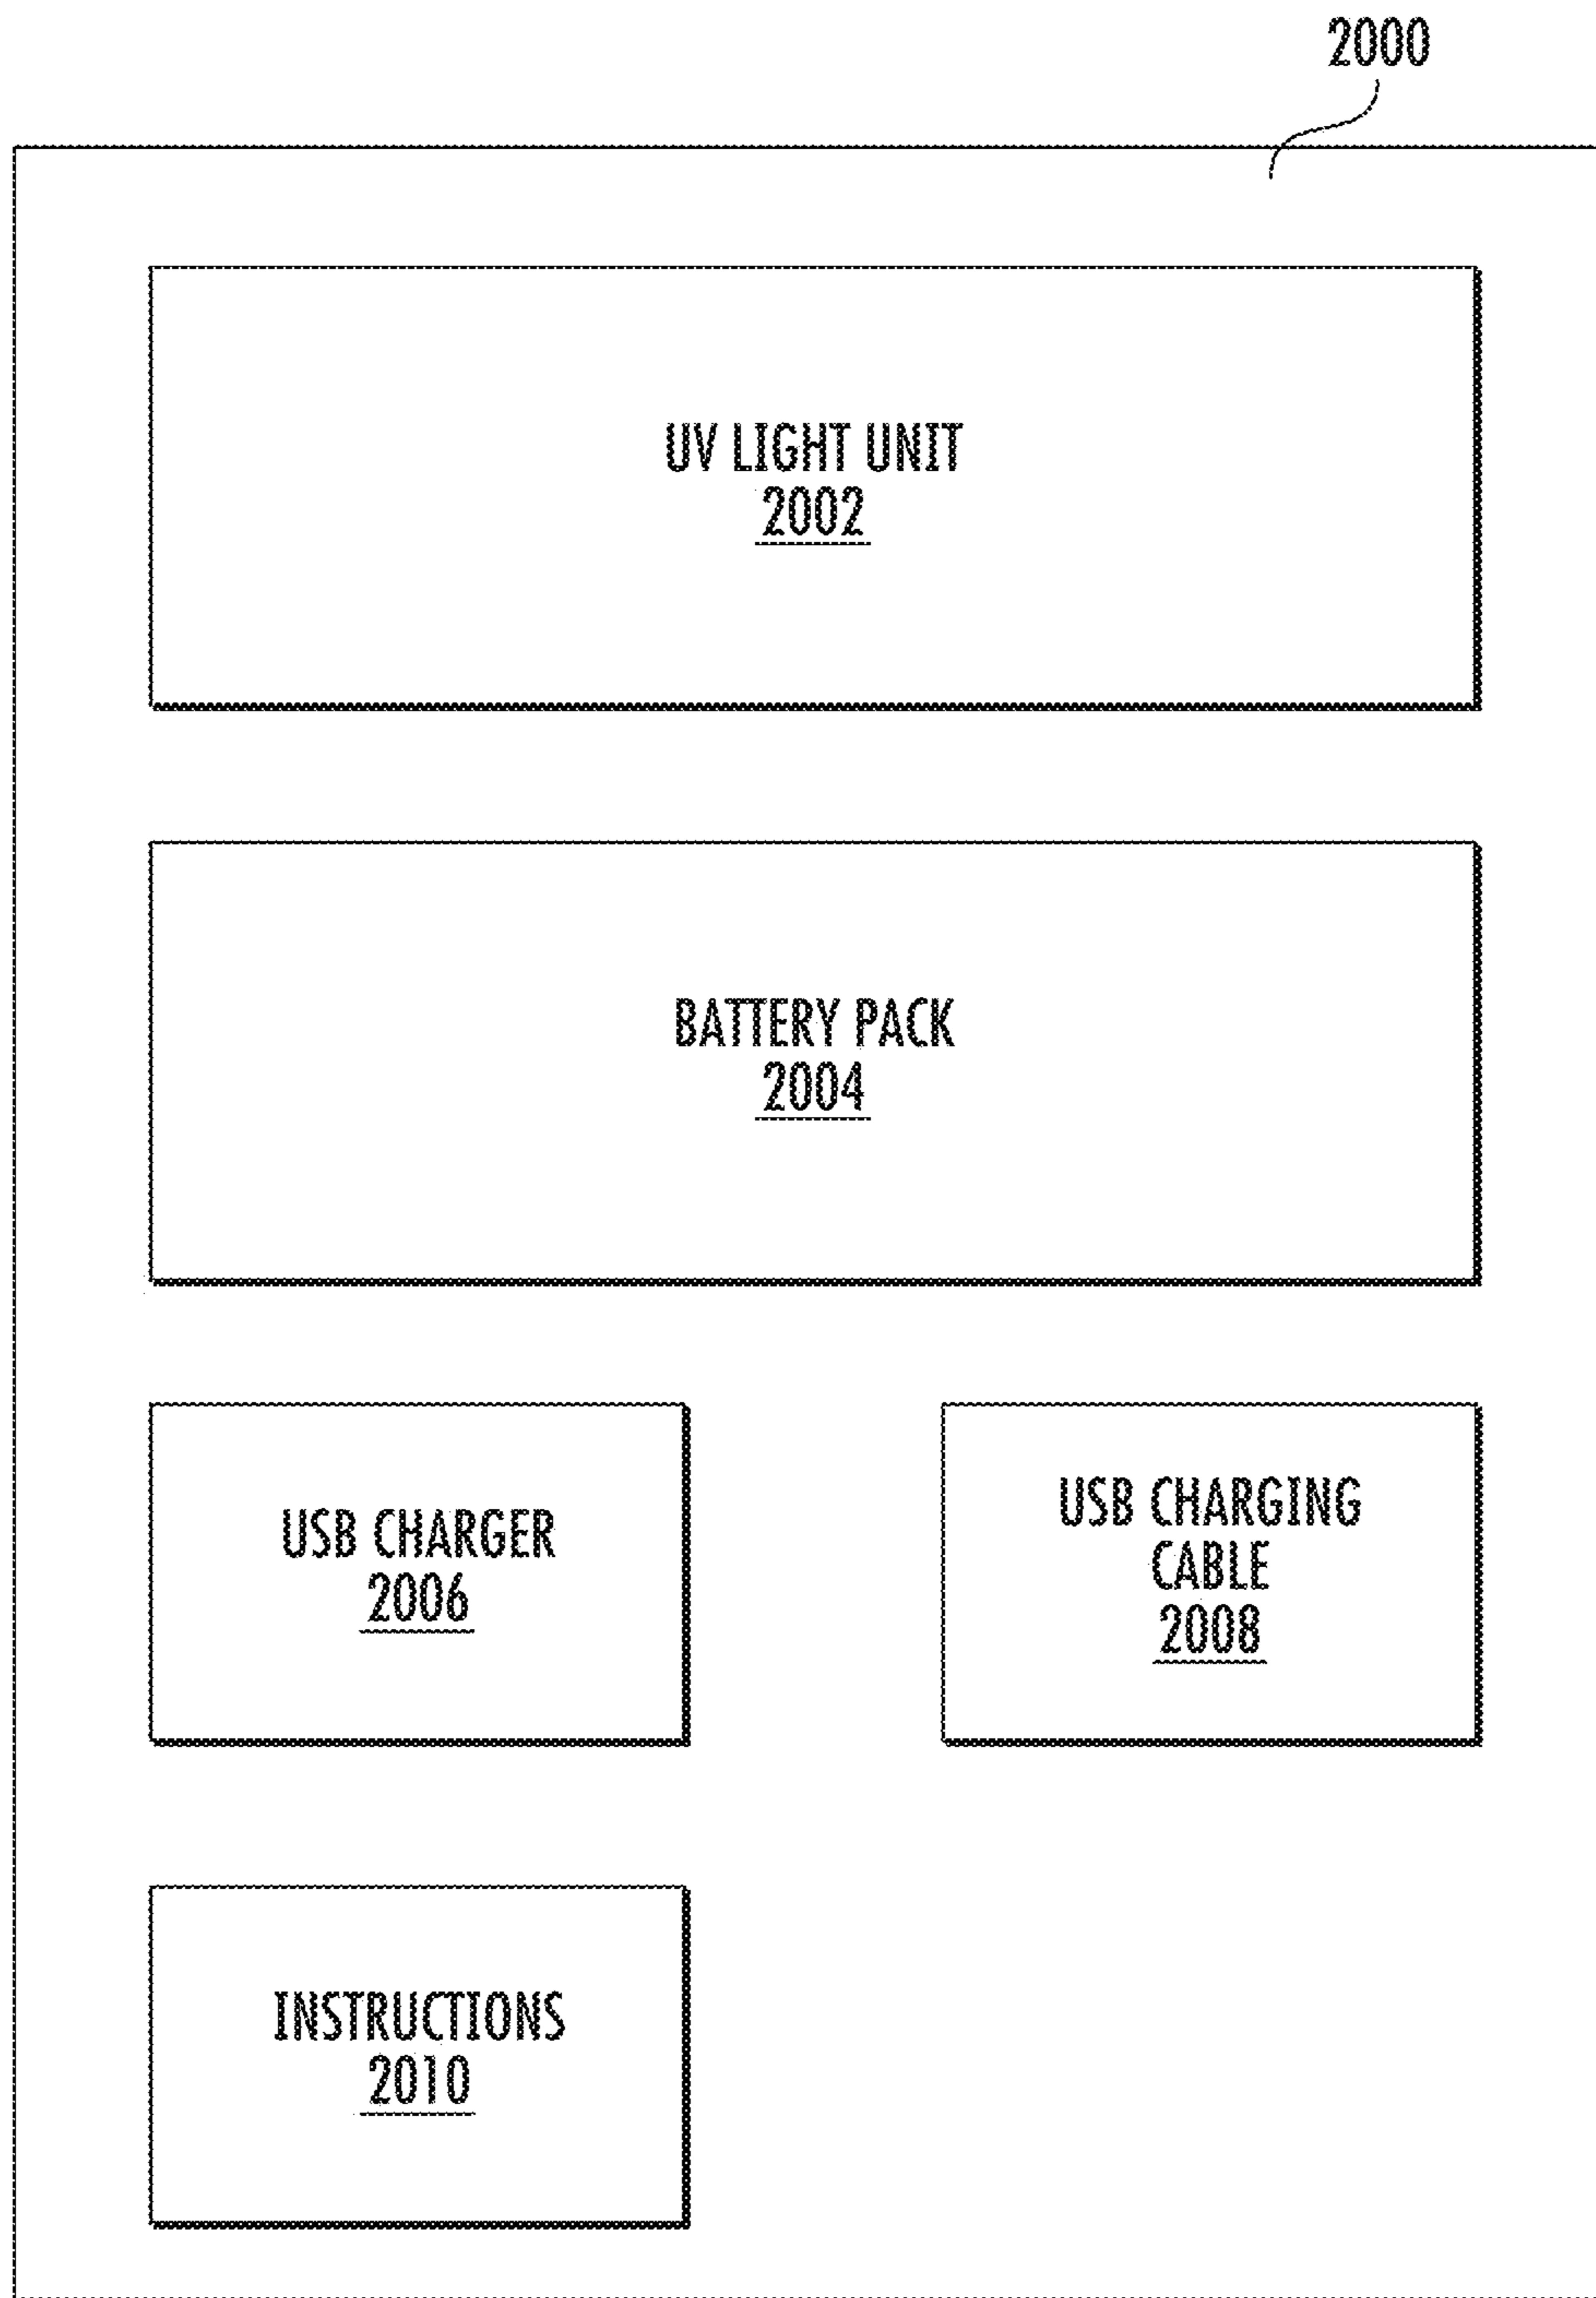 2000
UV LIGHT UNIT
2002
BATTERY PACK
2004
USB CHARGER
2006
USB CHARGING
CABLE
2008
INSTRUCTIONS
2010